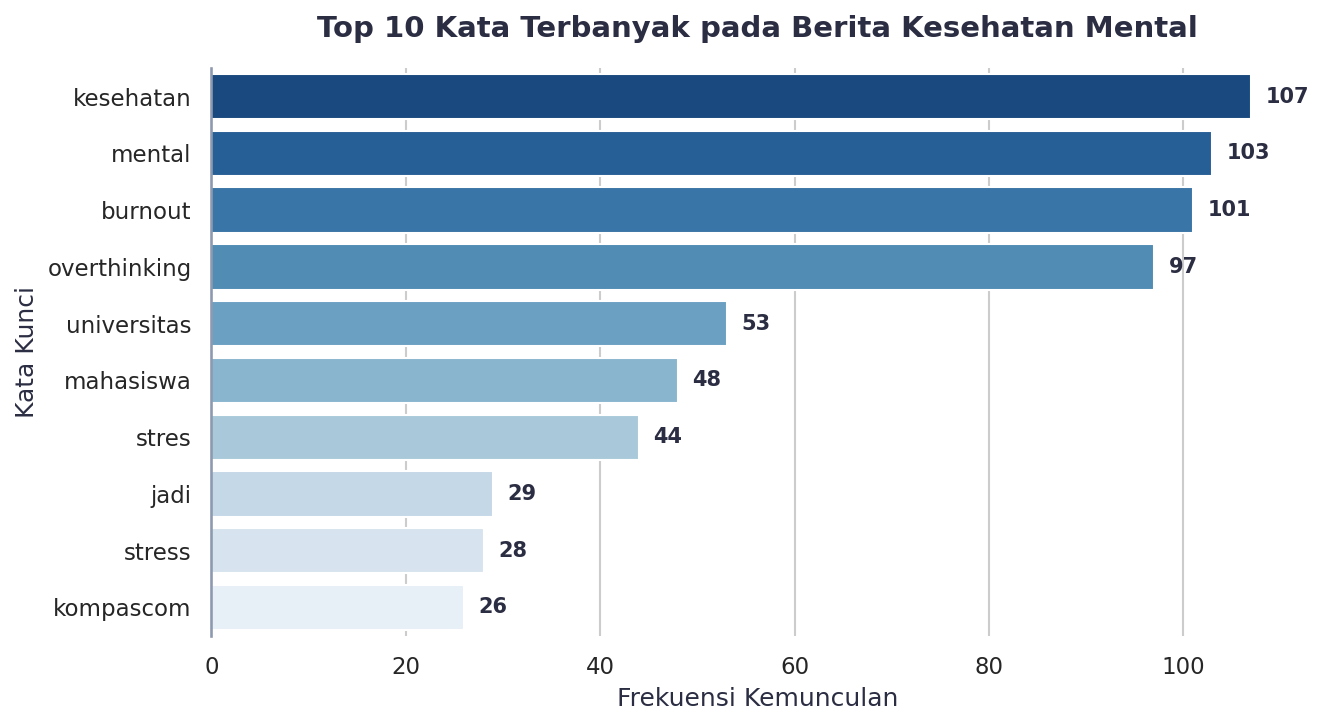 Top 10 Kata Terbanyak pada Berita Kesehatan Mental
kesehatan 107
mental 103
burnout 101
overthinking 97
universitas 53
mahasiswa 48
stres 44
jadi 29
stress 28
kompascom 26
Kata Kunci
0 20 40 60 80 100
Frekuensi Kemunculan